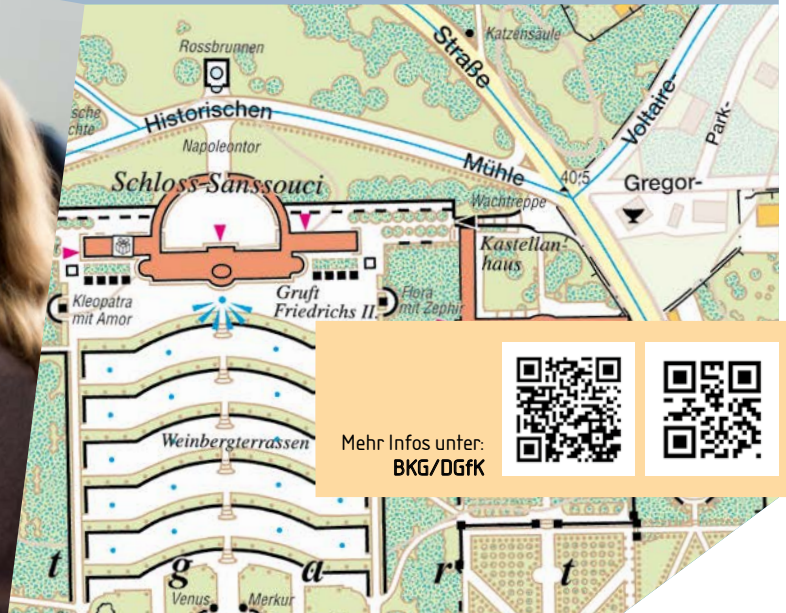 Rossbrunnen
Katzensäule
Straße
Voltaire-
Park-
sche
chte
Historischen
Napoleontor
Mühle
40,5
Gregor-
Schloss Sanssouci
Wachtreppe
Kastellan-
haus
Kleopatra
mit Amor
Gruft
Friedrichs II.
Flora
mit Zephir
Weinbergterrassen
Mehr Infos unter:
BKG/DGfK
t g a r t
Venus
Merkur